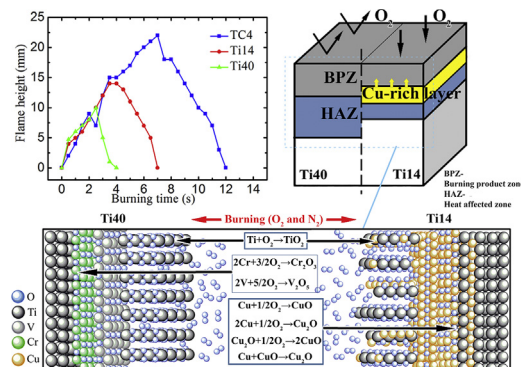 25
20
15
10
5
0
Flame height (mm)
TC4
Ti14
Ti40
0 2 4 6 8 10 12 14
Burning time (s)
O₂ O₂
BPZ
Cu-rich layer
HAZ
Ti40 Ti14
BPZ-
Burning product zone
HAZ-
Heat affected zone
Ti40 Burning (O₂ and N₂) Ti14
O
Ti
V
Cr
Cu
Ti+O₂→TiO₂
2Cr+3/2O₂→Cr₂O₃
2V+5/2O₂→V₂O₅
Cu+1/2O₂→CuO
2Cu+1/2O₂→Cu₂O
Cu₂O+1/2O₂→2CuO
Cu+CuO→Cu₂O